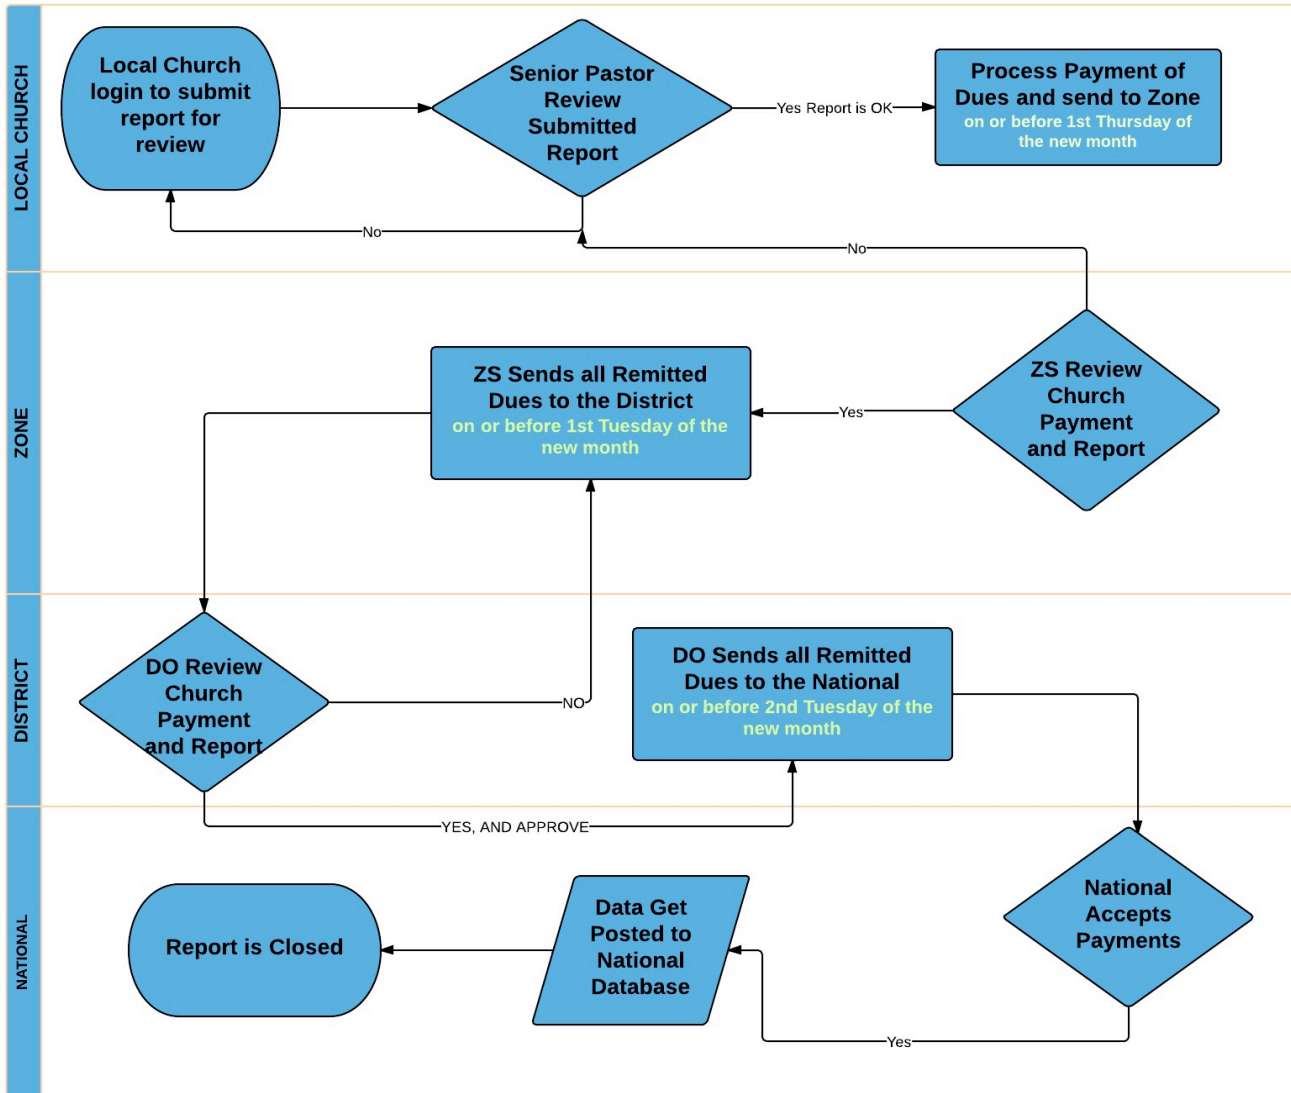 LOCAL CHURCH
Local Church
login to submit
report for
review
Senior Pastor
Review
Submitted
Report
Yes Report is OK
Process Payment of
Dues and send to Zone
on or before 1st Thursday of
the new month
No
No
ZONE
ZS Sends all Remitted
Dues to the District
on or before 1st Tuesday of the
new month
Yes
ZS Review
Church
Payment
and Report
DISTRICT
DO Review
Church
Payment
and Report
NO
DO Sends all Remitted
Dues to the National
on or before 2nd Tuesday of the
new month
YES, AND APPROVE
NATIONAL
Report is Closed
Data Get
Posted to
National
Database
National
Accepts
Payments
Yes